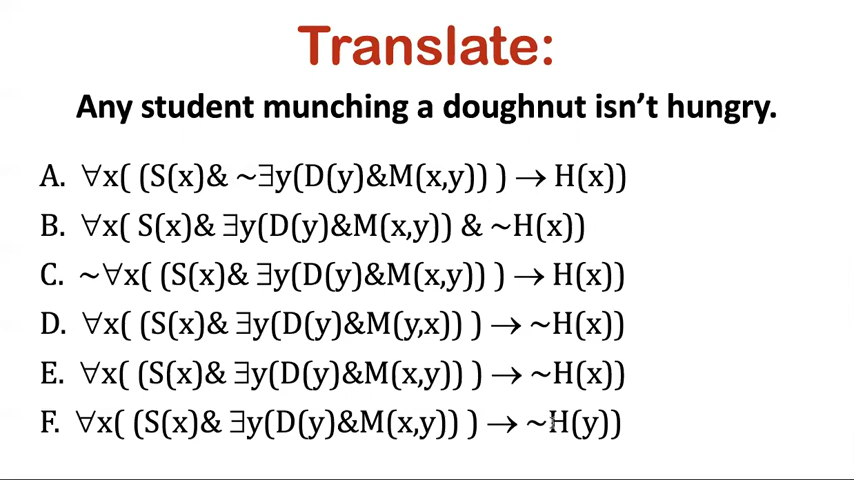 Translate:
Any student munching a doughnut isn’t hungry.
A. ∀x( (S(x)& ~∃y(D(y)&M(x,y)) ) → H(x))
B. ∀x( S(x)& ∃y(D(y)&M(x,y)) & ~H(x))
C. ~∀x( (S(x)& ∃y(D(y)&M(x,y)) ) → H(x))
D. ∀x( (S(x)& ∃y(D(y)&M(y,x)) ) → ~H(x))
E. ∀x( (S(x)& ∃y(D(y)&M(x,y)) ) → ~H(x))
F. ∀x( (S(x)& ∃y(D(y)&M(x,y)) ) → ~H(y))